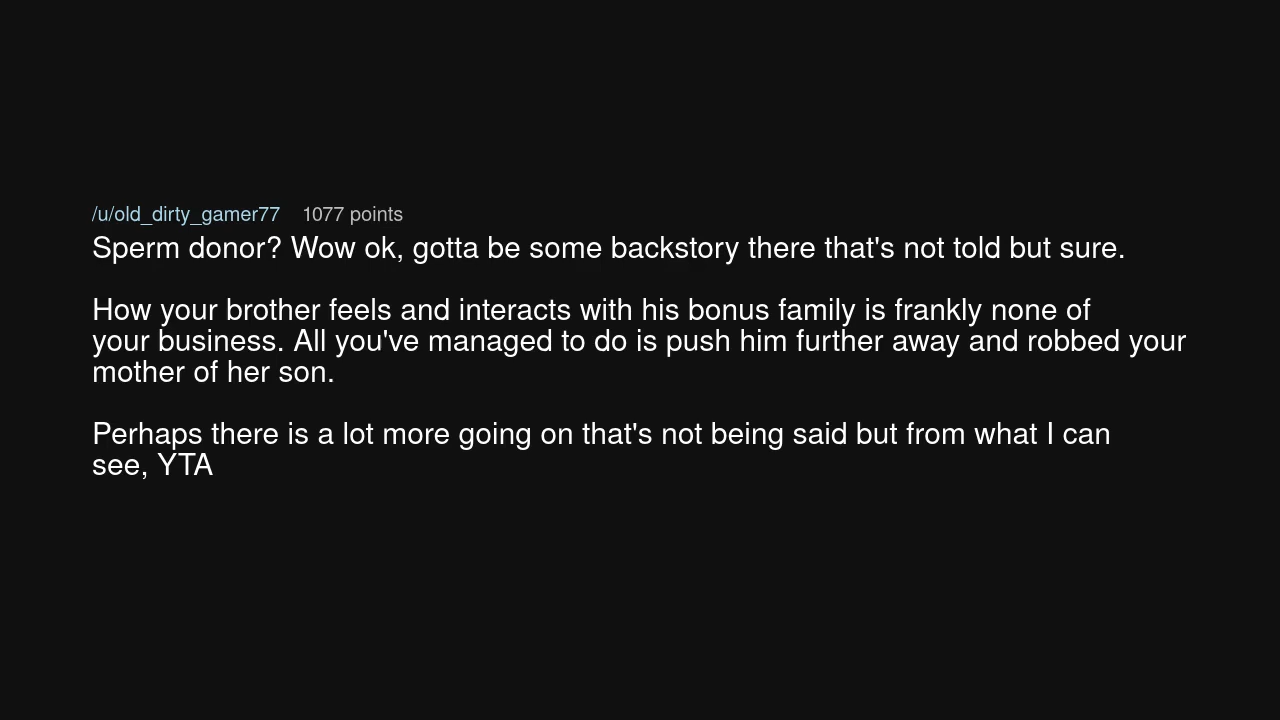 /u/old_dirty_gamer77 1077 points
Sperm donor? Wow ok, gotta be some backstory there that's not told but sure.
How your brother feels and interacts with his bonus family is frankly none of
your business. All you've managed to do is push him further away and robbed your
mother of her son.
Perhaps there is a lot more going on that's not being said but from what I can
see, YTA